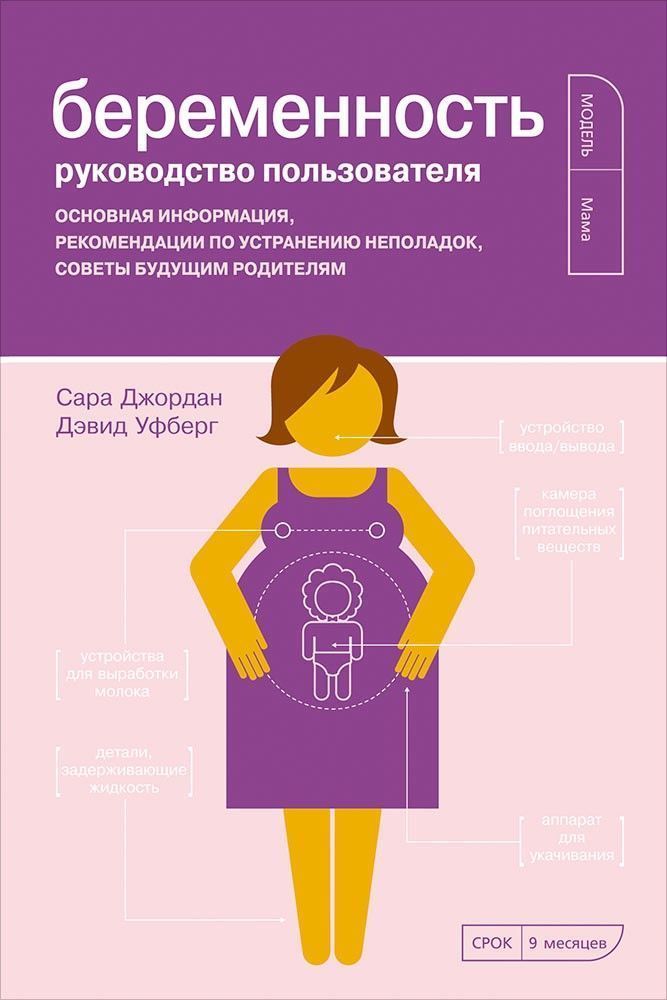 беременность
руководство пользователя
ОСНОВНАЯ ИНФОРМАЦИЯ,
РЕКОМЕНДАЦИИ ПО УСТРАНЕНИЮ НЕПОЛАДОК,
СОВЕТЫ БУДУЩИМ РОДИТЕЛЯМ
МОДЕЛЬ
Мама
Сара Джордан
Дэвид Уфберг
устройство
ввода/вывода
камера
поглощения
питательных
веществ
устройства
для выработки
молока
детали,
задерживающие
жидкость
аппарат
для
укачивания
СРОК 9 месяцев